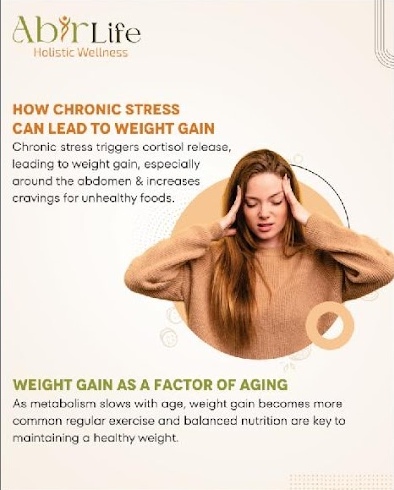 AbirLife
Holistic Wellness
HOW CHRONIC STRESS
CAN LEAD TO WEIGHT GAIN
Chronic stress triggers cortisol release,
leading to weight gain, especially
around the abdomen & increases
cravings for unhealthy foods.
WEIGHT GAIN AS A FACTOR OF AGING
As metabolism slows with age, weight gain becomes more
common regular exercise and balanced nutrition are key to
maintaining a healthy weight.